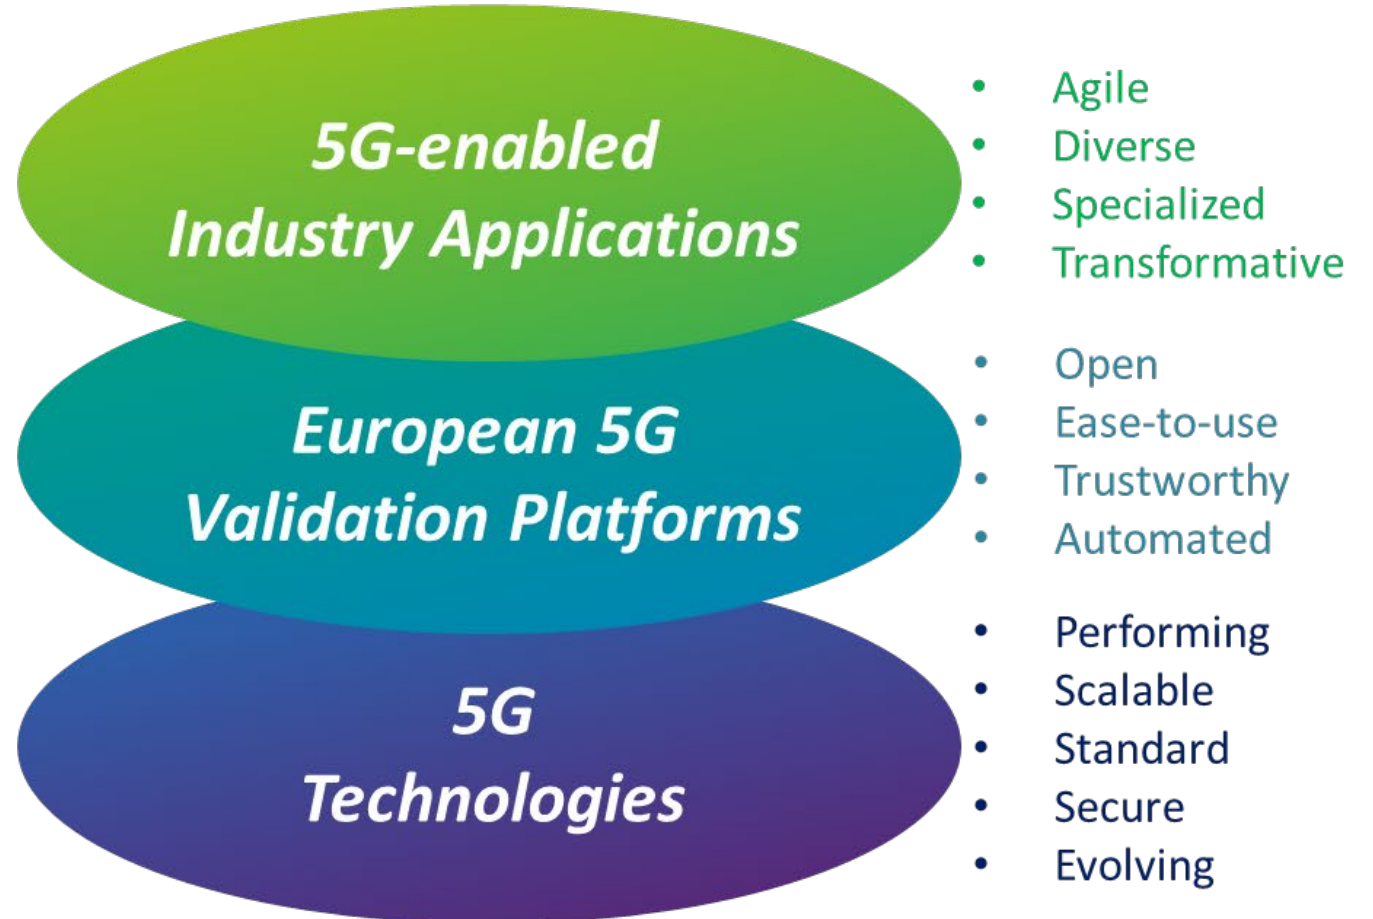 5G-enabled
Industry Applications
• Agile
• Diverse
• Specialized
• Transformative
European 5G
Validation Platforms
• Open
• Ease-to-use
• Trustworthy
• Automated
5G
Technologies
• Performing
• Scalable
• Standard
• Secure
• Evolving